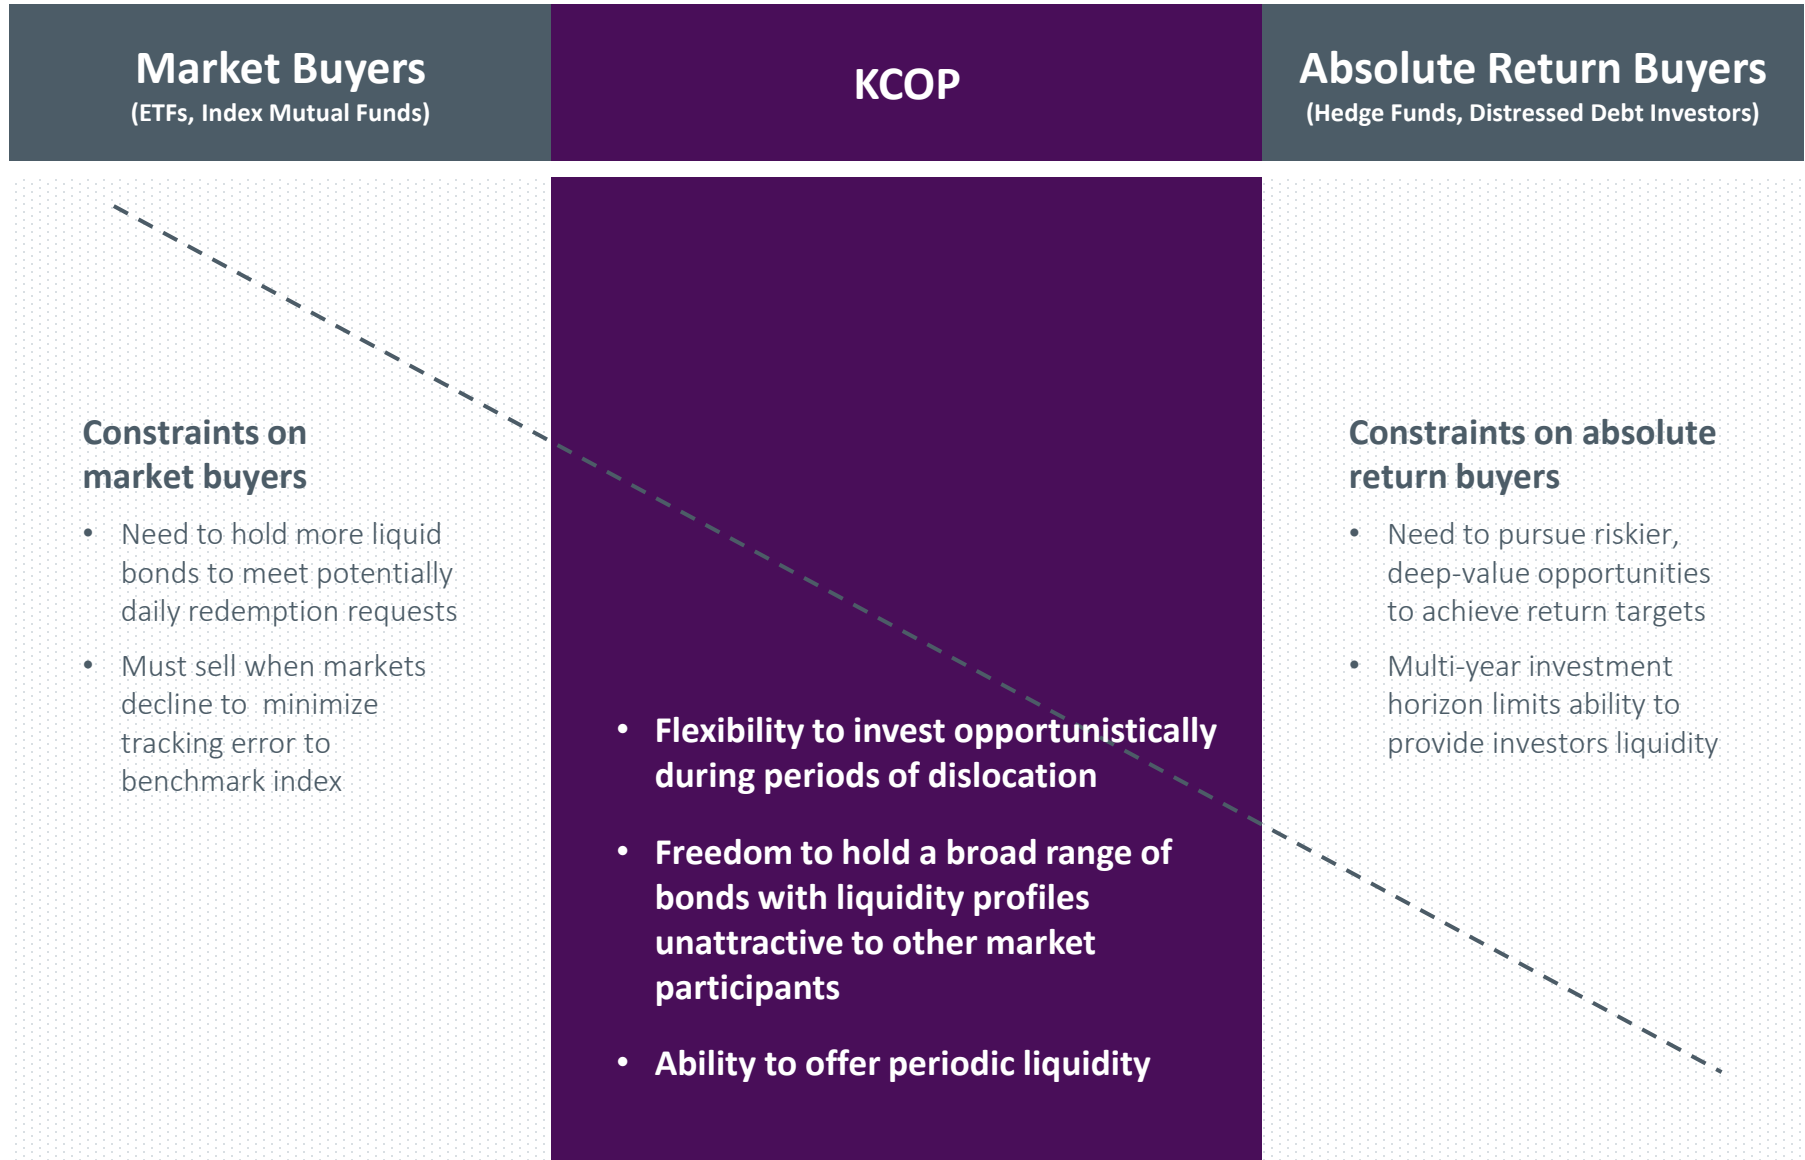 Market Buyers
(ETFs, Index Mutual Funds)
KCOP
Absolute Return Buyers
(Hedge Funds, Distressed Debt Investors)
Constraints on
market buyers
• Need to hold more liquid
bonds to meet potentially
daily redemption requests
• Must sell when markets
decline to  minimize
tracking error to
benchmark index
• Flexibility to invest opportunistically
during periods of dislocation
• Freedom to hold a broad range of
bonds with liquidity profiles
unattractive to other market
participants
• Ability to offer periodic liquidity
Constraints on absolute
return buyers
• Need to pursue riskier,
deep-value opportunities
to achieve return targets
• Multi-year investment
horizon limits ability to
provide investors liquidity